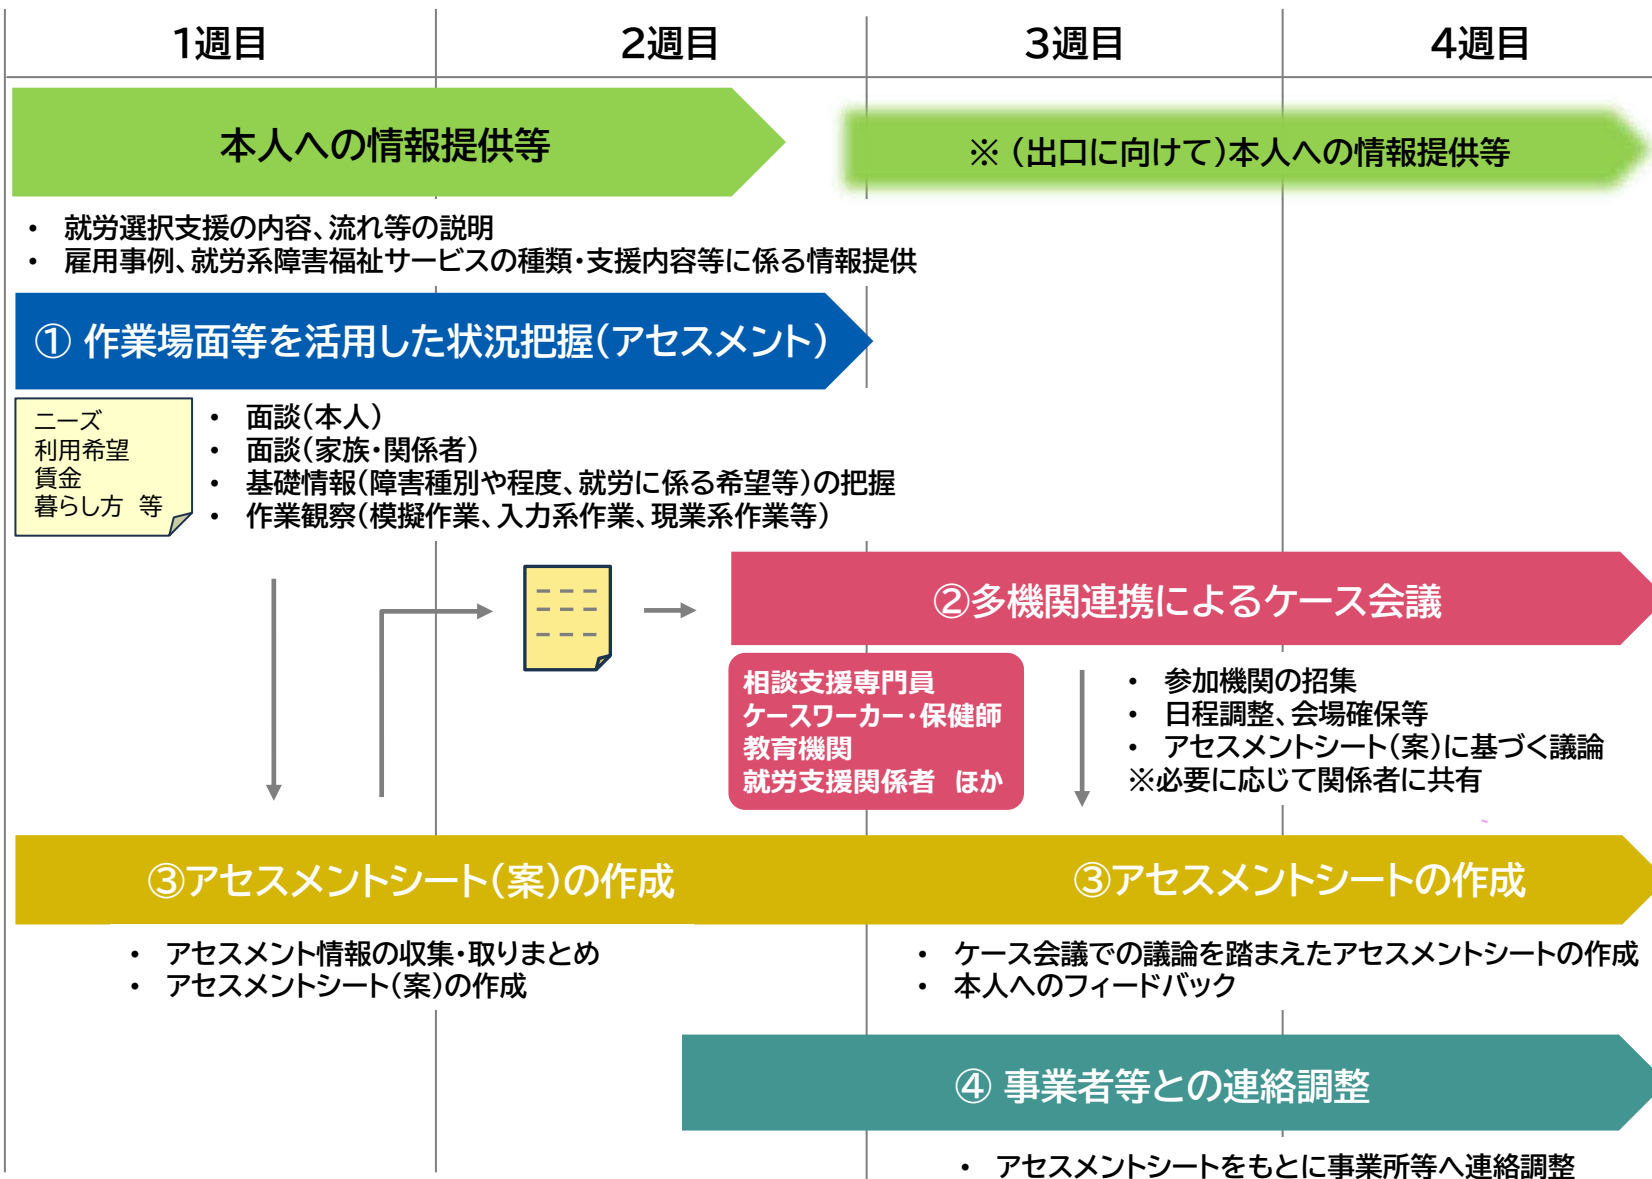 1週目
2週目
3週目
4週目
本人への情報提供等
※（出口に向けて）本人への情報提供等
・ 就労選択支援の内容、流れ等の説明
・ 雇用事例、就労系障害福祉サービスの種類・支援内容等に係る情報提供
① 作業場面等を活用した状況把握（アセスメント）
ニーズ
利用希望
賃金
暮らし方 等
・ 面談（本人）
・ 面談（家族・関係者）
・ 基礎情報（障害種別や程度、就労に係る希望等）の把握
・ 作業観察（模擬作業、入力系作業、現業系作業等）
②多機関連携によるケース会議
相談支援専門員
ケースワーカー・保健師
教育機関
就労支援関係者 ほか
・ 参加機関の招集
・ 日程調整、会場確保等
・ アセスメントシート（案）に基づく議論
※必要に応じて関係者に共有
③アセスメントシート（案）の作成
③アセスメントシートの作成
・ アセスメント情報の収集・取りまとめ
・ アセスメントシート（案）の作成
・ ケース会議での議論を踏まえたアセスメントシートの作成
・ 本人へのフィードバック
④ 事業者等との連絡調整
・ アセスメントシートをもとに事業所等へ連絡調整